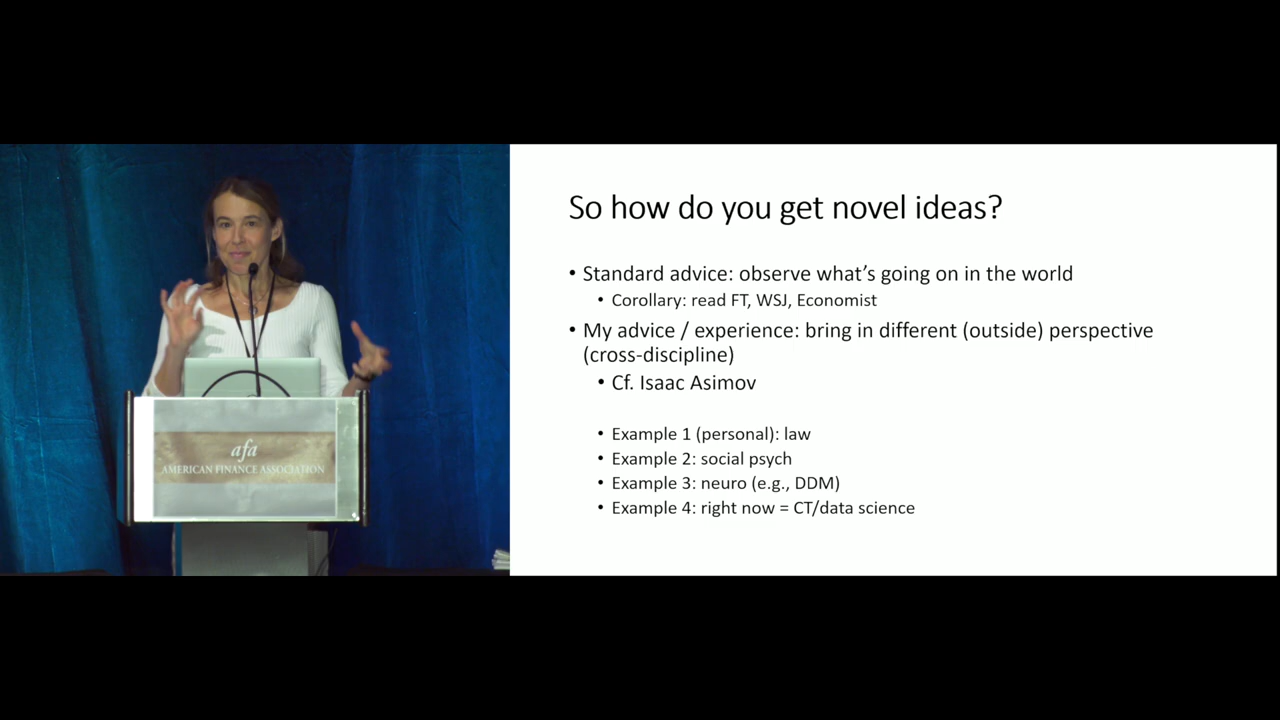 So how do you get novel ideas?
• Standard advice: observe what's going on in the world
• Corollary: read FT, WSJ, Economist
• My advice / experience: bring in different (outside) perspective
(cross-discipline)
• Cf. Isaac Asimov
• Example 1 (personal): law
• Example 2: social psych
• Example 3: neuro (e.g., DDM)
• Example 4: right now = CT/data science
afa
AMERICAN FINANCE ASSOCIATION